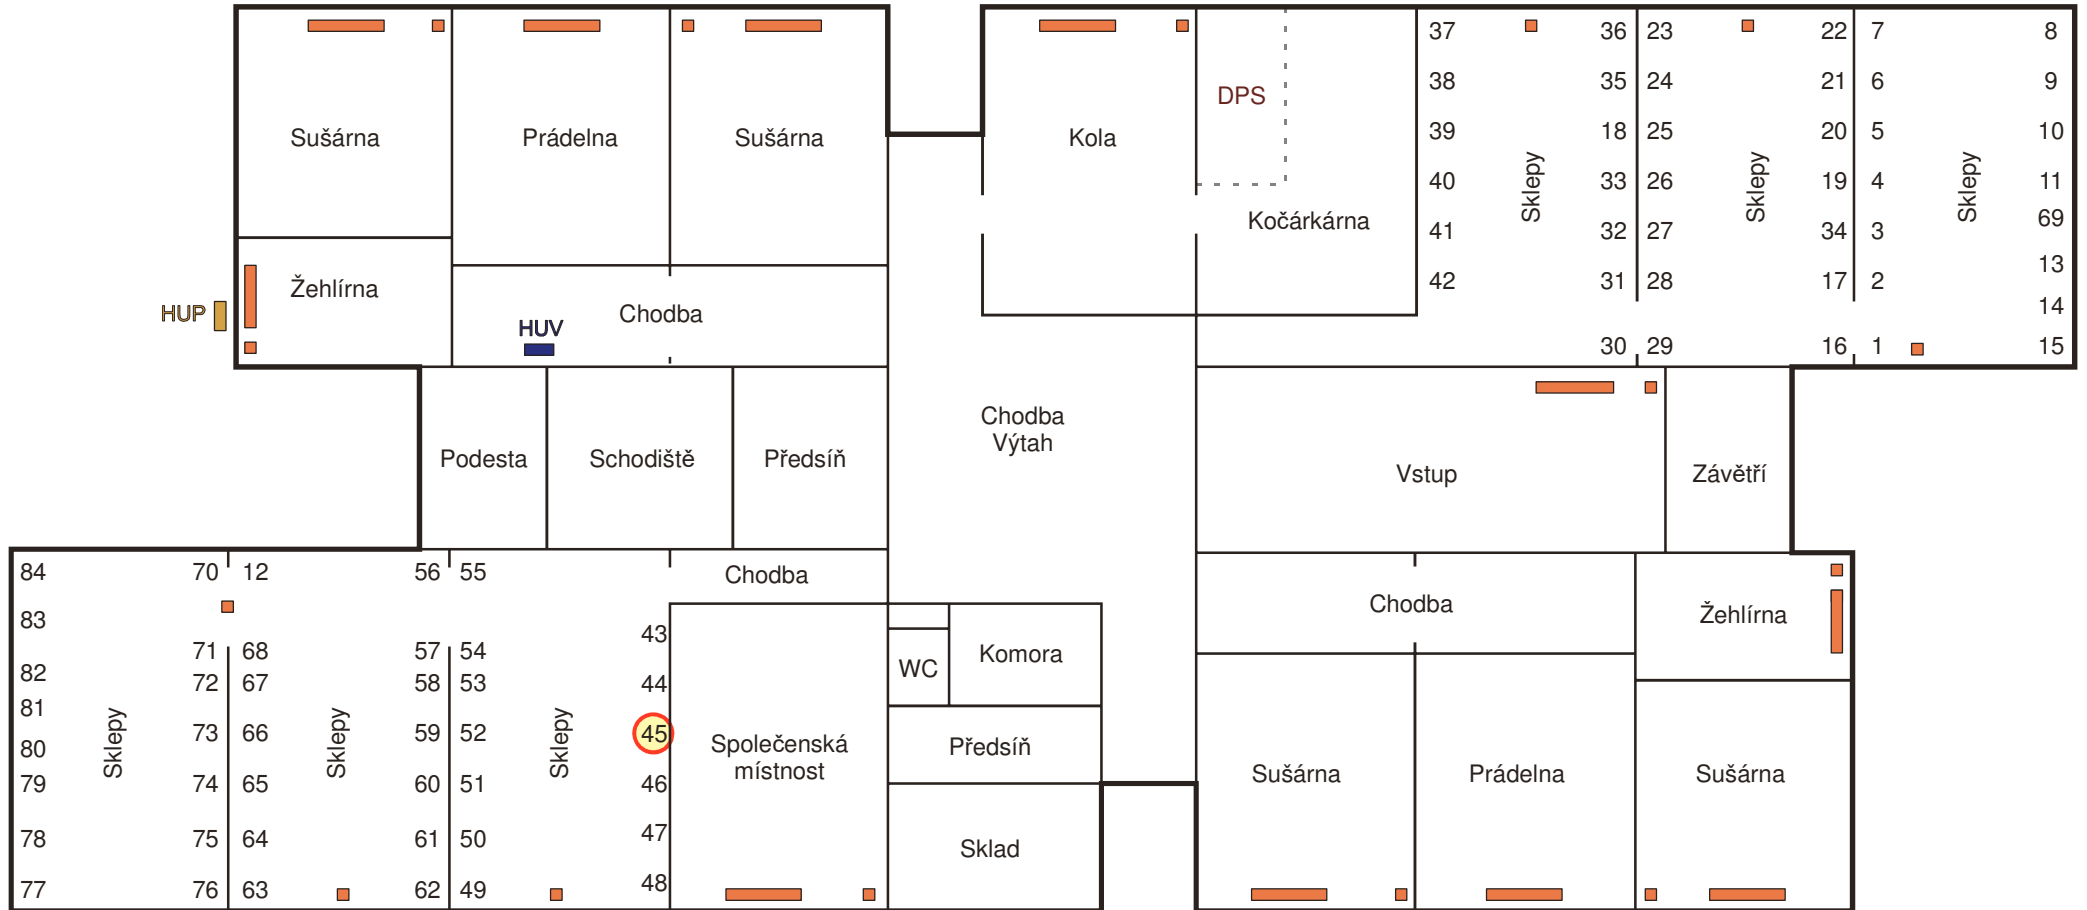 37 36 23 22 7 8
38 35 24 21 6 9
DPS
39 18 25 20 5 10
Sušárna Prádelna Sušárna Kola
40 33 26 19 4 11
Sklepy Sklepy Sklepy
69
Kočárkárna
41 32 27 34 3
13
42 31 28 17 2
Žehlírna
14
HUP
Chodba
HUV
30 29 16 1 15
Chodba
Výtah
Podesta Schodiště Předsíň
Vstup Závětří
84 70 12 56 55 Chodba
Chodba
Žehlírna
83
43
71 68 57 54
Komora
WC
82
72 67 58 53 44
81
73 66 59 52 45
Sklepy Sklepy Sklepy
Společenská
místnost
Předsíň
80
79 74 65 60 51 46
Sušárna Prádelna Sušárna
47
78 75 64 61 50
Sklad
48
77 76 63 62 49